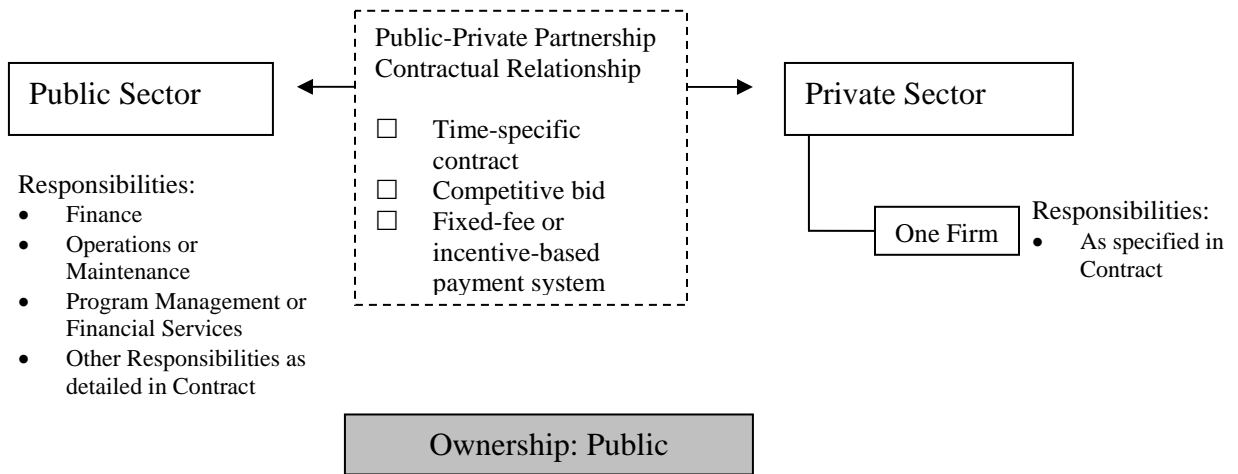 Public Sector
Responsibilities:
• Finance
• Operations or
Maintenance
• Program Management or
Financial Services
• Other Responsibilities as
detailed in Contract
Public-Private Partnership
Contractual Relationship
☐ Time-specific
contract
☐ Competitive bid
☐ Fixed-fee or
incentive-based
payment system
Private Sector
One Firm
Responsibilities:
• As specified in
Contract
Ownership: Public